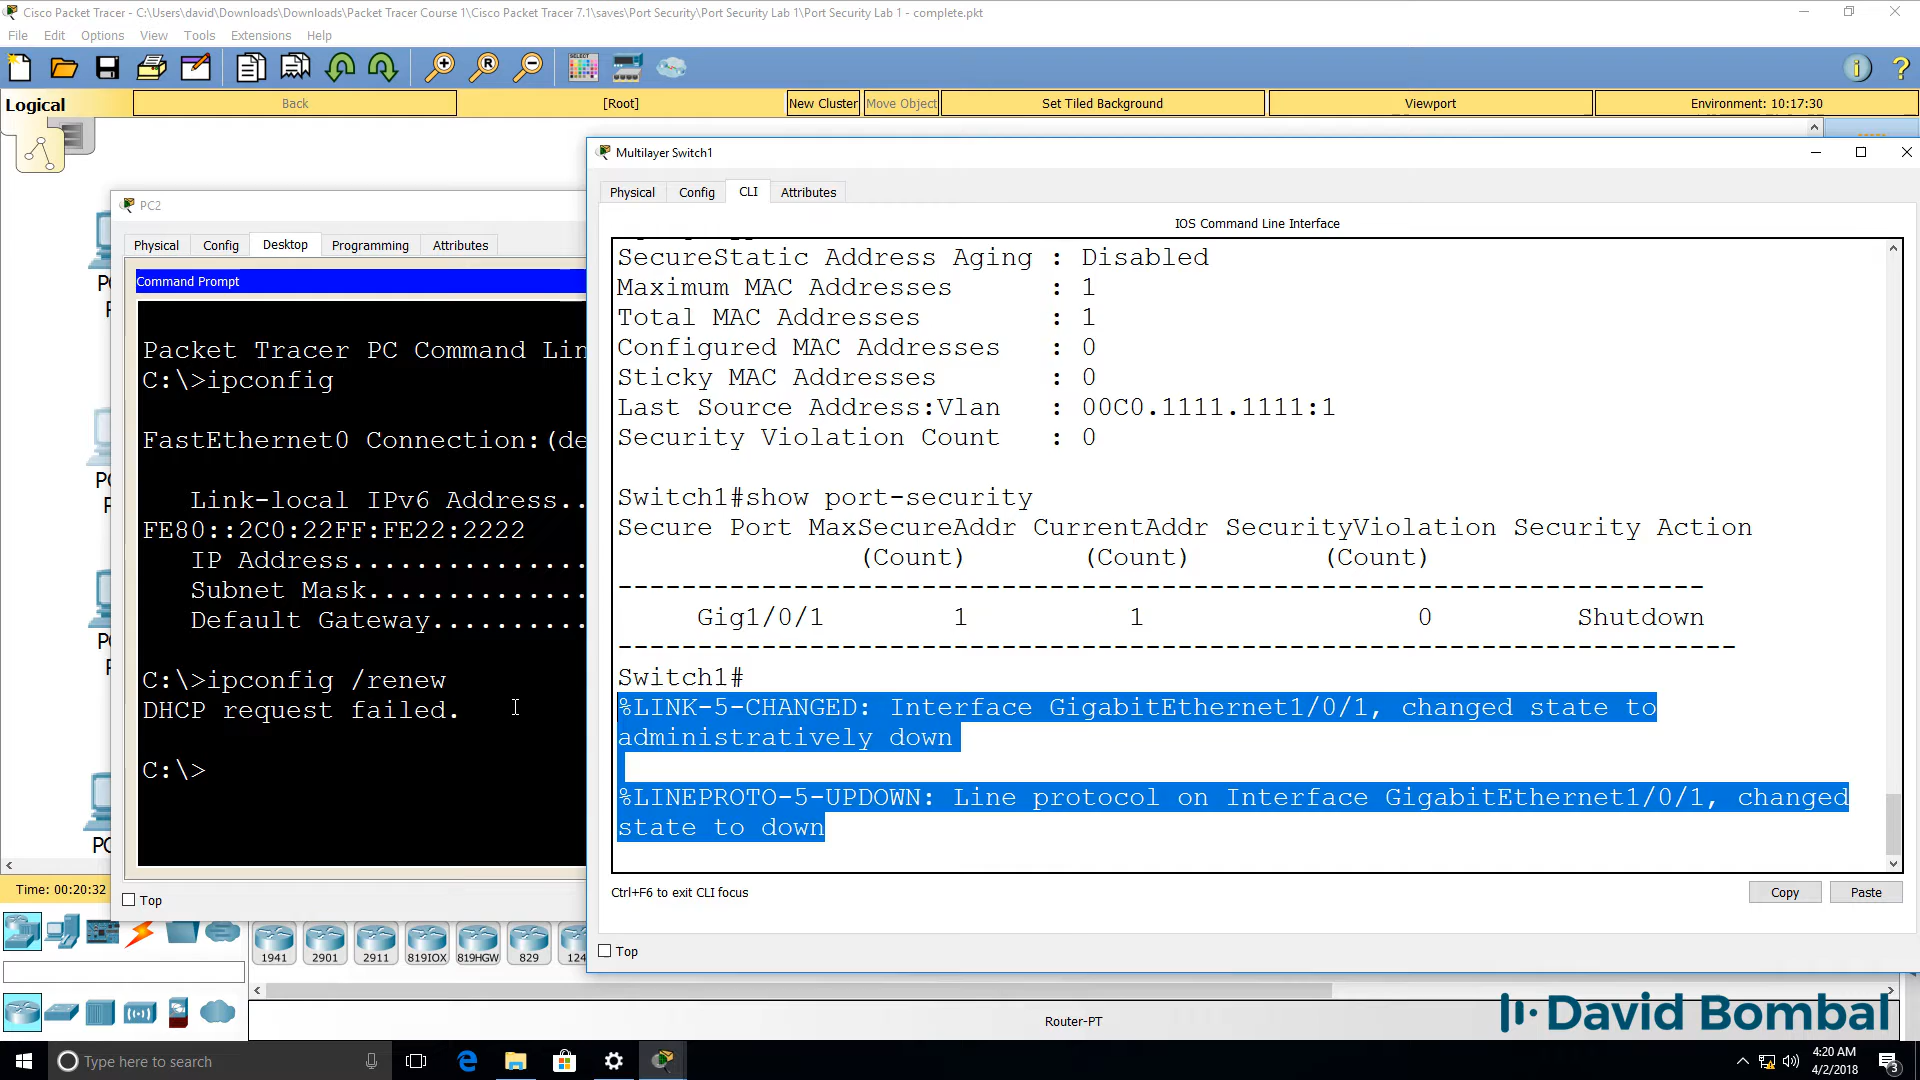 Cisco Packet Tracer - C:\Users\david\Downloads\Downloads\Packet Tracer Course 1\Cisco Packet Tracer 7.1\saves\Port Security\Port Security Lab 1\Port Security Lab 1 - complete.pkt
File Edit Options View Tools Extensions Help
Logical Back [Root] New Cluster Move Object Set Tiled Background Viewport Environment: 10:17:30
PC2
Physical Config Desktop Programming Attributes
Command Prompt
Packet Tracer PC Command Lin
C:\>ipconfig
FastEthernet0 Connection:(de
Link-local IPv6 Address..
FE80::2C0:22FF:FE22:2222
IP Address...............
Subnet Mask..............
Default Gateway..........
C:\>ipconfig /renew
DHCP request failed.
C:\>
Top
Multilayer Switch1
Physical Config CLI Attributes
IOS Command Line Interface
SecureStatic Address Aging : Disabled
Maximum MAC Addresses : 1
Total MAC Addresses : 1
Configured MAC Addresses : 0
Sticky MAC Addresses : 0
Last Source Address:Vlan : 00C0.1111.1111:1
Security Violation Count : 0
Switch1#show port-security
Secure Port MaxSecureAddr CurrentAddr SecurityViolation Security Action
(Count) (Count) (Count)
--------------------------------------------------------------------
Gig1/0/1 1 1 0 Shutdown
----------------------------------------------------------------------
Switch1#
%LINK-5-CHANGED: Interface GigabitEthernet1/0/1, changed state to
administratively down
%LINEPROTO-5-UPDOWN: Line protocol on Interface GigabitEthernet1/0/1, changed
state to down
Ctrl+F6 to exit CLI focus
Copy Paste
Top
Time: 00:20:32
1941 2901 2911 819IOX 819HGW 829 124
Router-PT
David Bombal
Type here to search
4:20 AM
4/2/2018
3